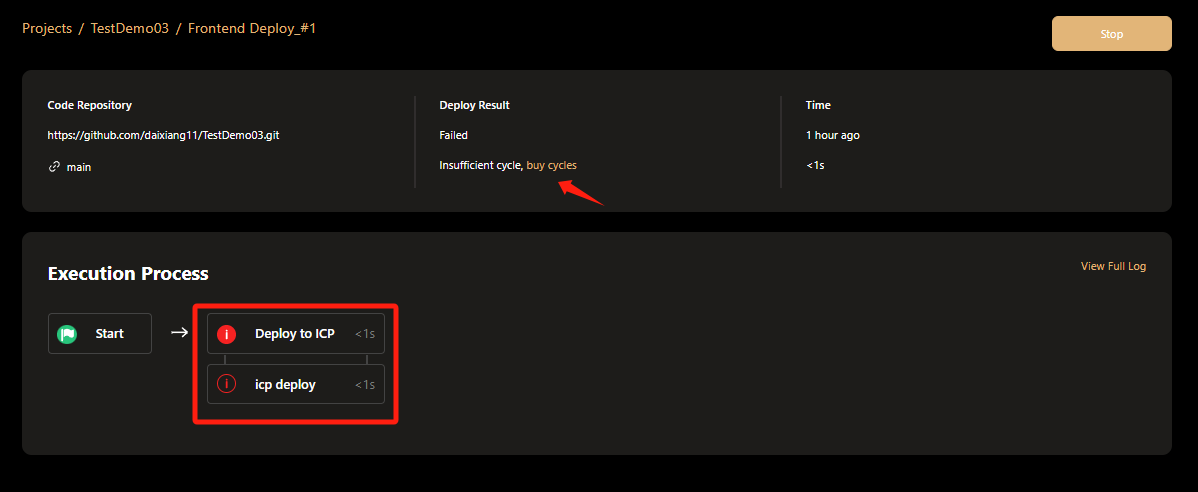 Projects / TestDemo03 / Frontend Deploy_#1
Stop
Code Repository
https://github.com/daixiang11/TestDemo03.git
main
Deploy Result
Failed
Insufficient cycle, buy cycles
Time
1 hour ago
<1s
Execution Process
View Full Log
Start
Deploy to ICP <1s
icp deploy <1s